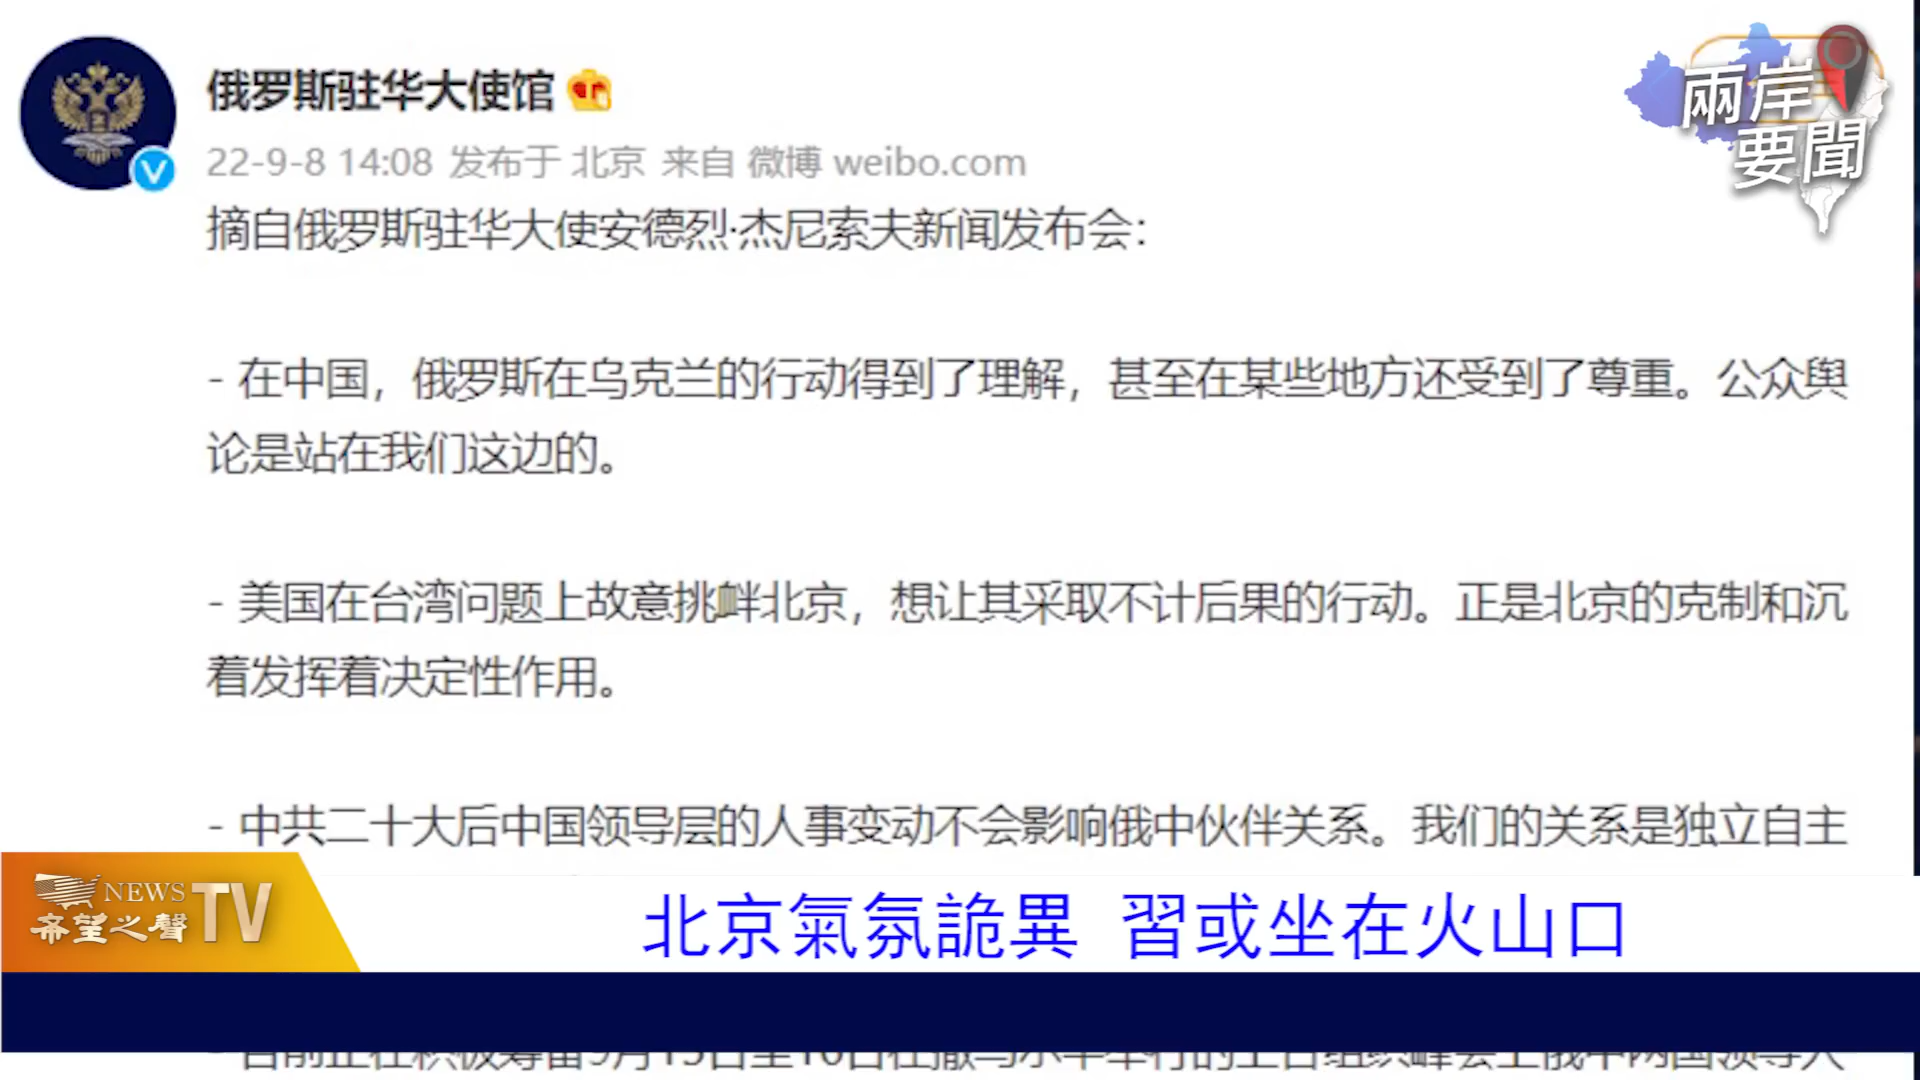 俄罗斯驻华大使馆
22-9-8 14:08 发布于 北京 来自 微博 weibo.com
摘自俄罗斯驻华大使安德烈·杰尼索夫新闻发布会：
- 在中国，俄罗斯在乌克兰的行动得到了理解，甚至在某些地方还受到了尊重。公众舆
论是站在我们这边的。
- 美国在台湾问题上故意挑衅北京，想让其采取不计后果的行动。正是北京的克制和沉
着发挥着决定性作用。
- 中共二十大后中国领导层的人事变动不会影响俄中伙伴关系。我们的关系是独立自主
兩岸
要聞
NEWS
希望之聲 TV
北京氣氛詭異 習或坐在火山口